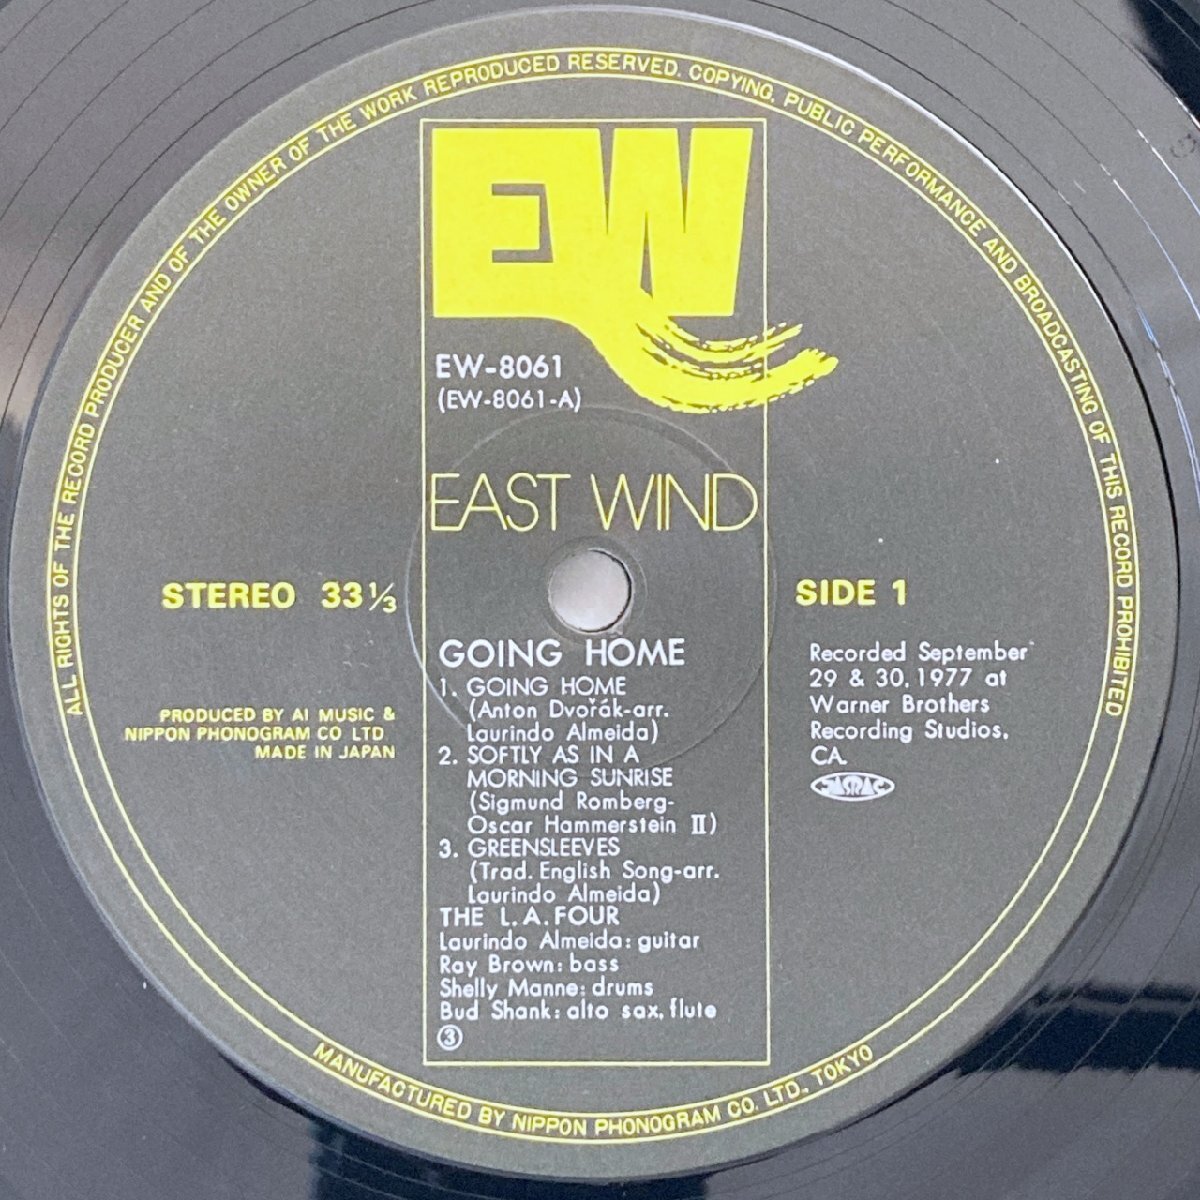 ALL RIGHTS OF THE RECORD PRODUCER AND OF THE OWNER OF THE WORK REPRODUCED RESERVED. COPYING, PUBLIC PERFORMANCE AND BROADCASTING OF THIS RECORD PROHIBITED
EW
EW-8061
(EW-8061-A)
EAST WIND
STEREO 33 1/3
SIDE 1
PRODUCED BY AI MUSIC &
NIPPON PHONOGRAM CO LTD.
MADE IN JAPAN
GOING HOME
1. GOING HOME
(Anton Dvořák-arr.
Laurindo Almeida)
2. SOFTLY AS IN A
MORNING SUNRISE
(Sigmund Romberg-
Oscar Hammerstein II)
3. GREENSLEEVES
(Trad. English Song-arr.
Laurindo Almeida)
THE L.A. FOUR
Laurindo Almeida: guitar
Ray Brown: bass
Shelly Manne: drums
Bud Shank: alto sax, flute
③
Recorded September
29 & 30, 1977 at
Warner Brothers
Recording Studios,
CA.
JASRAC
MANUFACTURED BY NIPPON PHONOGRAM CO. LTD., TOKYO